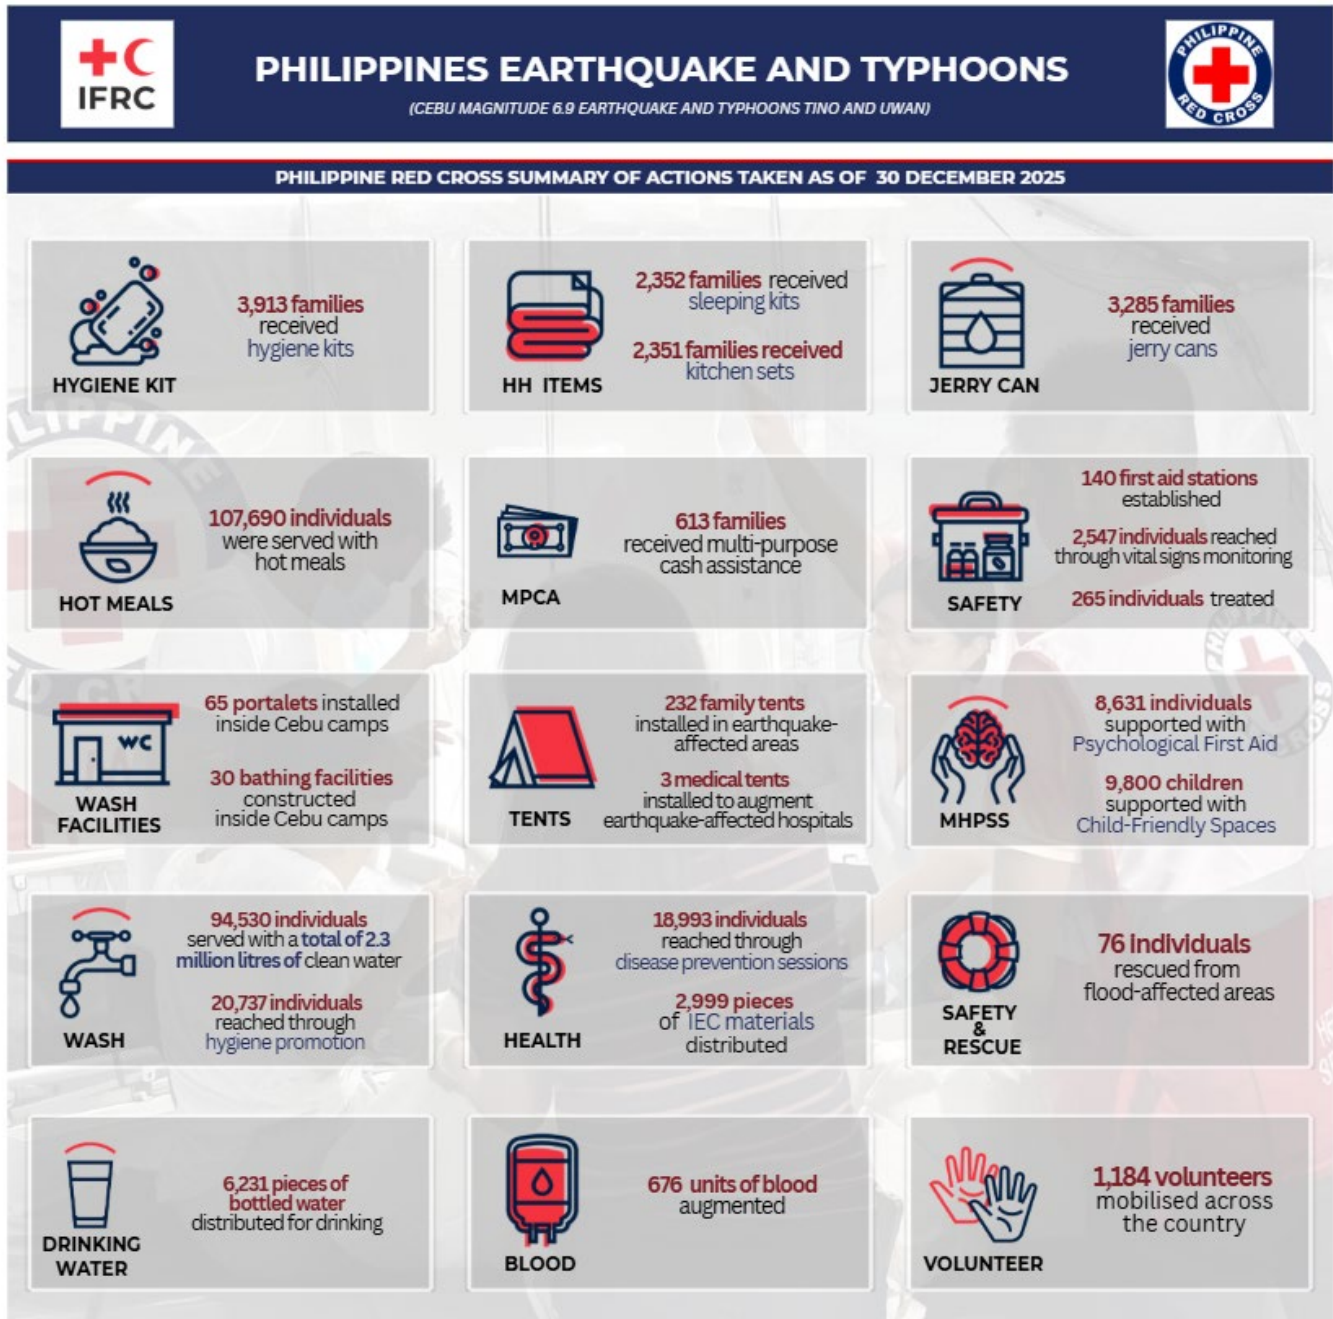 IFRC
PHILIPPINES EARTHQUAKE AND TYPHOONS
(CEBU MAGNITUDE 6.9 EARTHQUAKE AND TYPHOONS TINO AND UWAN)
PHILIPPINE RED CROSS
PHILIPPINE RED CROSS SUMMARY OF ACTIONS TAKEN AS OF 30 DECEMBER 2025
HYGIENE KIT
3,913 families
received
hygiene kits
HH ITEMS
2,352 families received
sleeping kits
2,351 families received
kitchen sets
JERRY CAN
3,285 families
received
jerry cans
HOT MEALS
107,690 individuals
were served with
hot meals
MPCA
613 families
received multi-purpose
cash assistance
SAFETY
140 first aid stations
established
2,547 individuals reached
through vital signs monitoring
265 individuals treated
WC
WASH
FACILITIES
65 portalets installed
inside Cebu camps
30 bathing facilities
constructed
inside Cebu camps
TENTS
232 family tents
installed in earthquake-
affected areas
3 medical tents
installed to augment
earthquake-affected hospitals
MHPSS
8,631 individuals
supported with
Psychological First Aid
9,800 children
supported with
Child-Friendly Spaces
WASH
94,530 individuals
served with a total of 2.3
million litres of clean water
20,737 individuals
reached through
hygiene promotion
HEALTH
18,993 individuals
reached through
disease prevention sessions
2,999 pieces
of IEC materials
distributed
SAFETY
&
RESCUE
76 individuals
rescued from
flood-affected areas
DRINKING
WATER
6,231 pieces of
bottled water
distributed for drinking
BLOOD
676 units of blood
augmented
VOLUNTEER
1,184 volunteers
mobilised across
the country